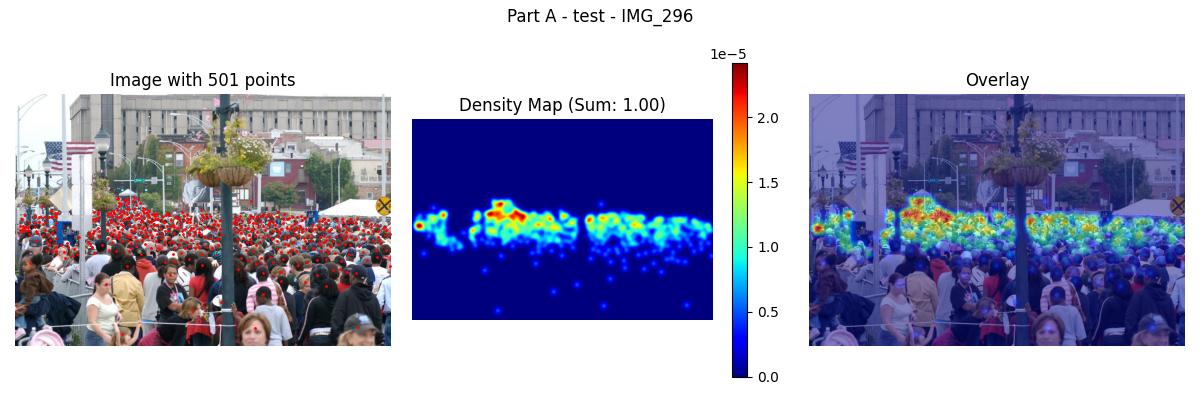 Part A - test - IMG_296
Image with 501 points
Density Map (Sum: 1.00)
1e−5
2.0
1.5
1.0
0.5
0.0
Overlay